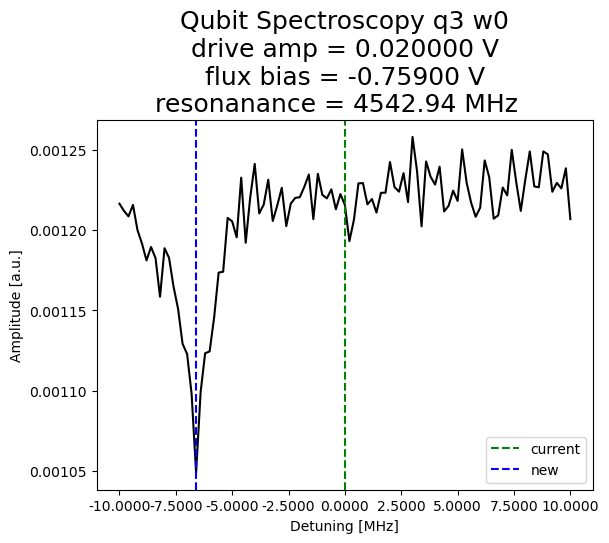 Qubit Spectroscopy q3 w0
drive amp = 0.020000 V
flux bias = -0.75900 V
resonanance = 4542.94 MHz
0.00125
0.00120
0.00115
0.00110
0.00105
Amplitude [a.u.]
current
new
-10.0000 -7.5000 -5.0000 -2.5000 0.0000 2.5000 5.0000 7.5000 10.0000
Detuning [MHz]